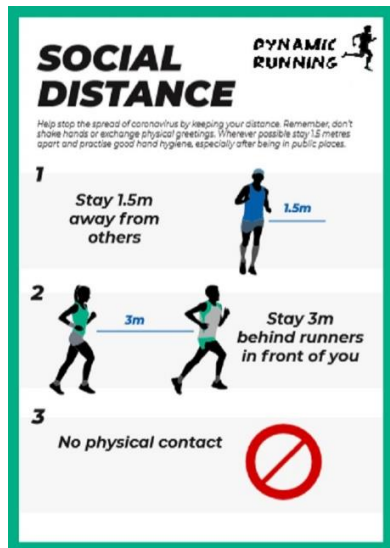 SOCIAL
DISTANCE
DYNAMIC
RUNNING
Help stop the spread of coronavirus by keeping your distance. Remember, don't
shake hands or exchange physical greetings. Wherever possible stay 1.5 metres
apart and practise good hand hygiene, especially after being in public places.
1
Stay 1.5m
away from
others
1.5m
2
3m
Stay 3m
behind runners
in front of you
3
No physical contact